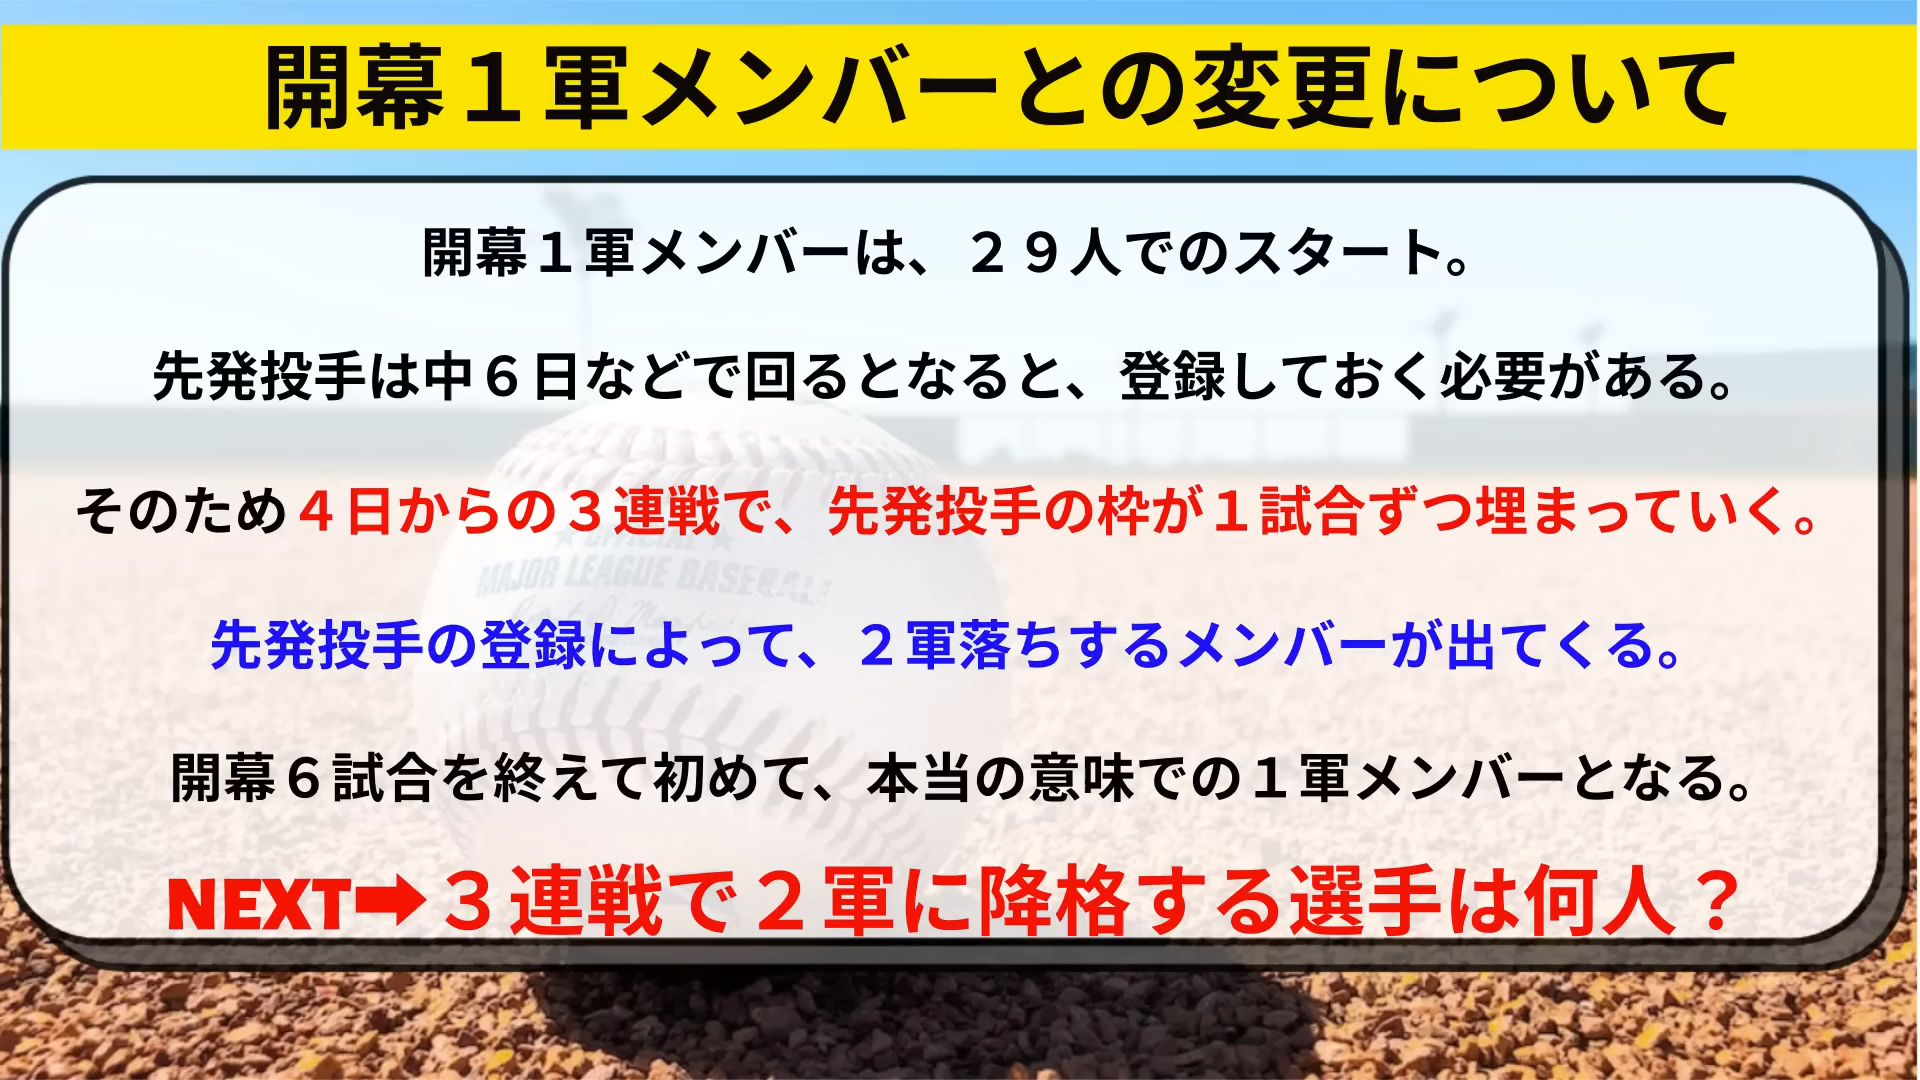 開幕１軍メンバーとの変更について
開幕１軍メンバーは、２９人でのスタート。
先発投手は中６日などで回るとなると、登録しておく必要がある。
そのため４日からの３連戦で、先発投手の枠が１試合ずつ埋まっていく。
OFFICIAL
MAJOR LEAGUE BASEBALL
先発投手の登録によって、２軍落ちするメンバーが出てくる。
開幕６試合を終えて初めて、本当の意味での１軍メンバーとなる。
NEXT➡３連戦で２軍に降格する選手は何人？